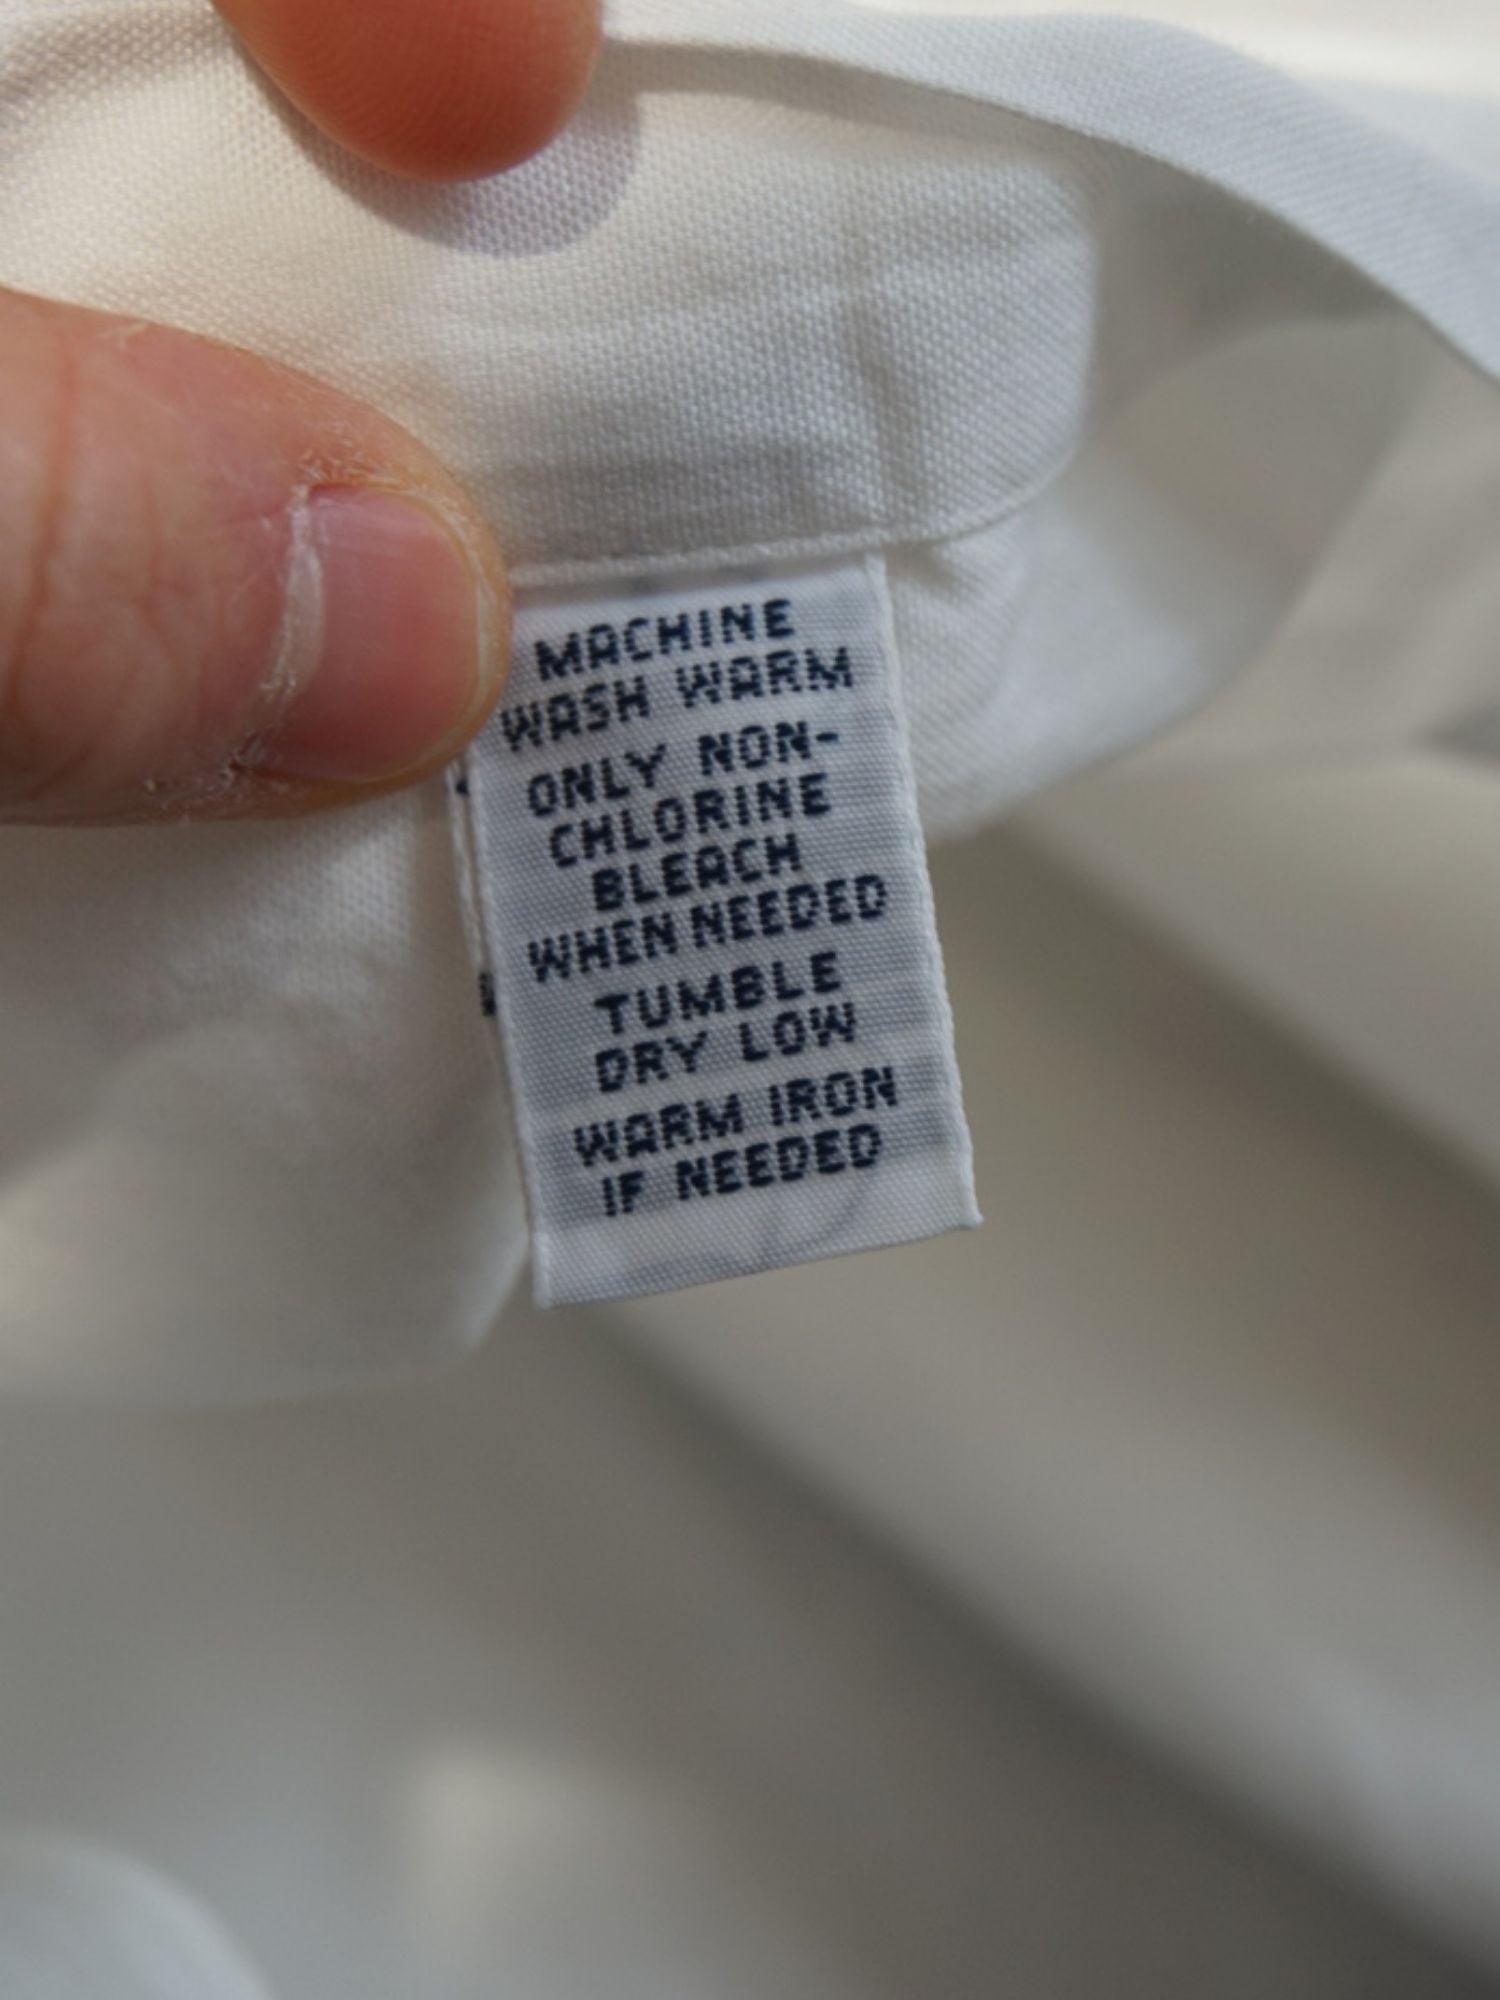 MACHINE
WASH WARM
ONLY NON-
CHLORINE
BLEACH
WHEN NEEDED
TUMBLE
DRY LOW
WARM IRON
IF NEEDED